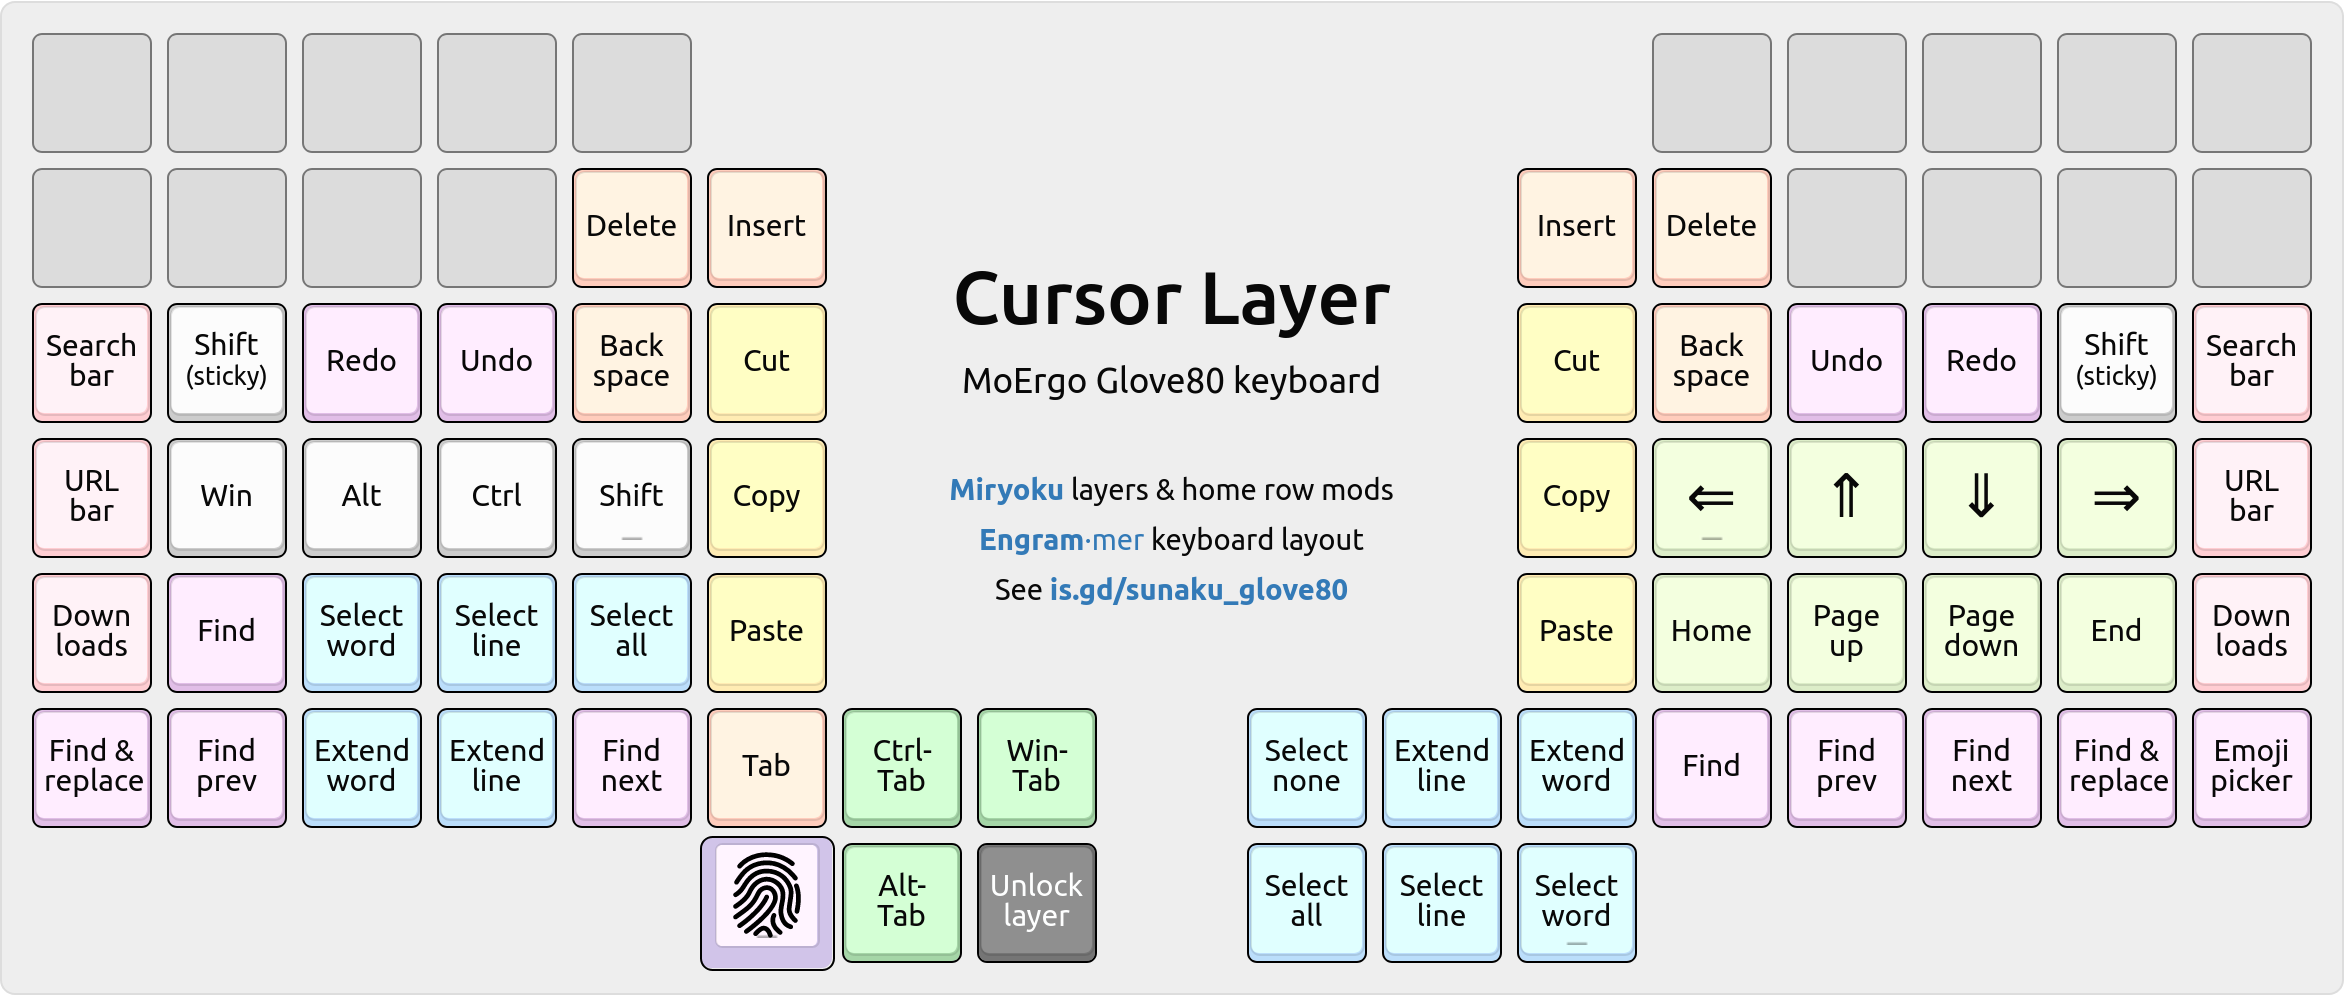 Delete
Insert
Insert
Delete
Cursor Layer
MoErgo Glove80 keyboard
Search
bar
Shift
(sticky)
Redo
Undo
Back
space
Cut
Cut
Back
space
Undo
Redo
Shift
(sticky)
Search
bar
URL
bar
Win
Alt
Ctrl
Shift
Copy
Miryoku layers & home row mods
Engram·mer keyboard layout
See is.gd/sunaku_glove80
Copy
⇐
⇑
⇓
⇒
URL
bar
Down
loads
Find
Select
word
Select
line
Select
all
Paste
Paste
Home
Page
up
Page
down
End
Down
loads
Find &
replace
Find
prev
Extend
word
Extend
line
Find
next
Tab
Ctrl-
Tab
Win-
Tab
Select
none
Extend
line
Extend
word
Find
Find
prev
Find
next
Find &
replace
Emoji
picker
Alt-
Tab
Unlock
layer
Select
all
Select
line
Select
word